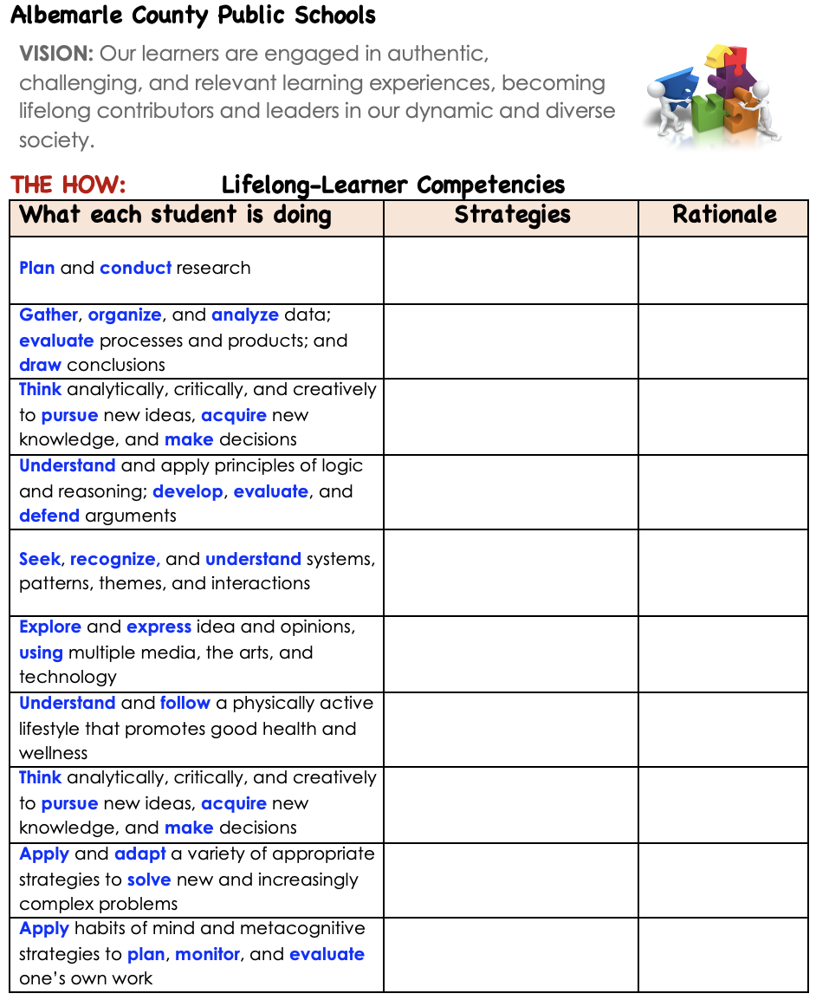 Albemarle County Public Schools
VISION: Our learners are engaged in authentic,
challenging, and relevant learning experiences, becoming
lifelong contributors and leaders in our dynamic and diverse
society.
THE HOW: Lifelong-Learner Competencies
What each student is doing Strategies Rationale
Plan and conduct research
Gather, organize, and analyze data;
evaluate processes and products; and
draw conclusions
Think analytically, critically, and creatively
to pursue new ideas, acquire new
knowledge, and make decisions
Understand and apply principles of logic
and reasoning; develop, evaluate, and
defend arguments
Seek, recognize, and understand systems,
patterns, themes, and interactions
Explore and express idea and opinions,
using multiple media, the arts, and
technology
Understand and follow a physically active
lifestyle that promotes good health and
wellness
Think analytically, critically, and creatively
to pursue new ideas, acquire new
knowledge, and make decisions
Apply and adapt a variety of appropriate
strategies to solve new and increasingly
complex problems
Apply habits of mind and metacognitive
strategies to plan, monitor, and evaluate
one’s own work